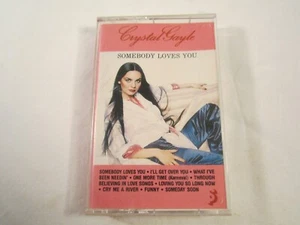 Crystal Gayle
SOMEBODY LOVES YOU
SOMEBODY LOVES YOU • I'LL GET OVER YOU • WHAT I'VE
BEEN NEEDIN' • ONE MORE TIME (Karneval) • THROUGH
BELIEVING IN LOVE SONGS • LOVING YOU SO LONG NOW
• CRY ME A RIVER • FUNNY • SOMEDAY SOON